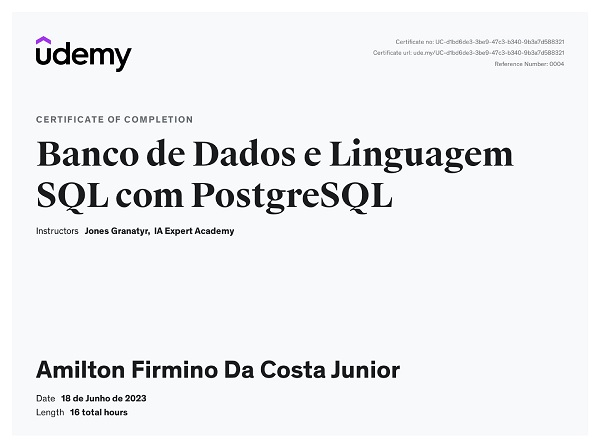 udemy
Certificate no: UC-d1bd6de3-3be9-47c3-b340-9b3a7d588321
Certificate url: ude.my/UC-d1bd6de3-3be9-47c3-b340-9b3a7d588321
Reference Number: 0004
CERTIFICATE OF COMPLETION
Banco de Dados e Linguagem
SQL com PostgreSQL
Instructors Jones Granatyr, IA Expert Academy
Amilton Firmino Da Costa Junior
Date 18 de Junho de 2023
Length 16 total hours